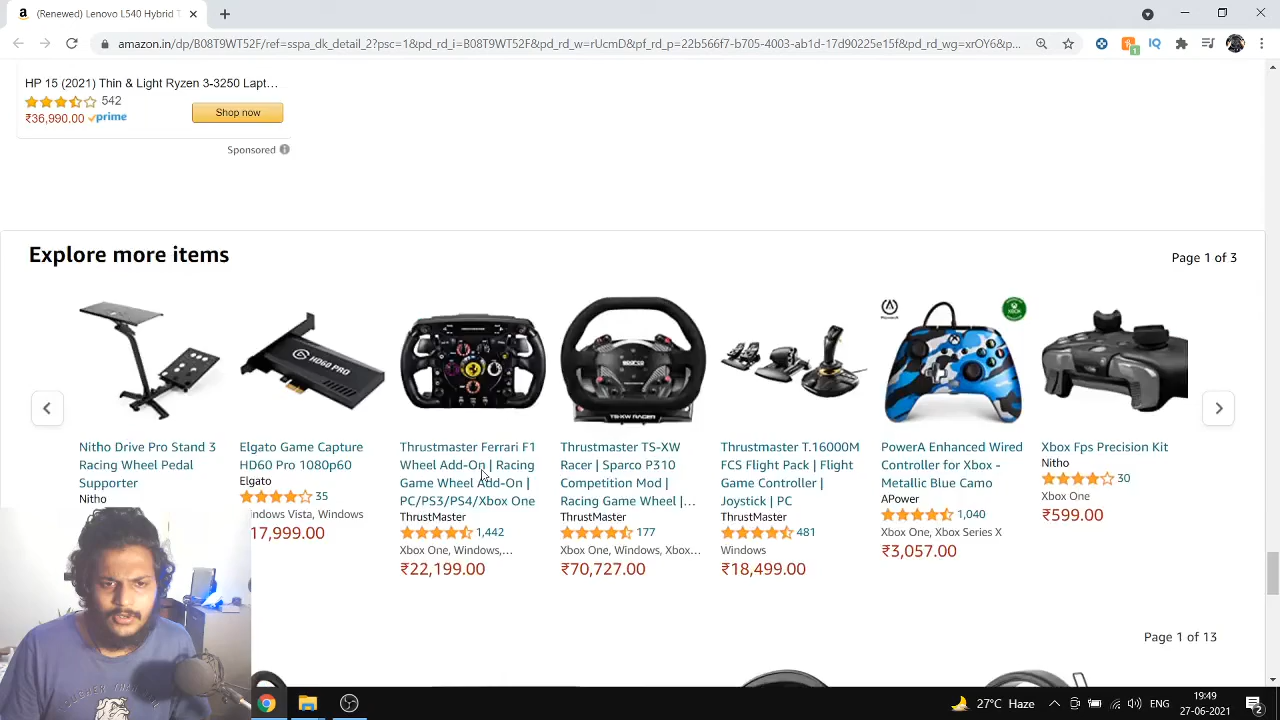 (Renewed) Lenovo L540 Hybrid T
amazon.in/dp/B08T9WT52F/ref=sspa_dk_detail_2?psc=1&pd_rd_i=B08T9WT52F&pd_rd_w=rUcmD&pf_rd_p=22b566f7-b705-4003-ab1d-17d90225e15f&pd_rd_wg=xrOY6&p...
HP 15 (2021) Thin & Light Ryzen 3-3250 Lapt...
542
₹36,990.00 prime
Shop now
Sponsored
Explore more items
Page 1 of 3
HD60 PRO
sparco
TS-XW RACER
XBOX
Nitho Drive Pro Stand 3
Racing Wheel Pedal
Supporter
Nitho
Elgato Game Capture
HD60 Pro 1080p60
Elgato
35
indows Vista, Windows
17,999.00
Thrustmaster Ferrari F1
Wheel Add-On | Racing
Game Wheel Add-On |
PC/PS3/PS4/Xbox One
ThrustMaster
1,442
Xbox One, Windows,...
₹22,199.00
Thrustmaster TS-XW
Racer | Sparco P310
Competition Mod |
Racing Game Wheel |...
ThrustMaster
177
Xbox One, Windows, Xbox...
₹70,727.00
Thrustmaster T.16000M
FCS Flight Pack | Flight
Game Controller |
Joystick | PC
ThrustMaster
481
Windows
₹18,499.00
PowerA Enhanced Wired
Controller for Xbox -
Metallic Blue Camo
APower
1,040
Xbox One, Xbox Series X
₹3,057.00
Xbox Fps Precision Kit
Nitho
30
Xbox One
₹599.00
Page 1 of 13
27°C Haze
ENG
19:49
27-06-2021
2